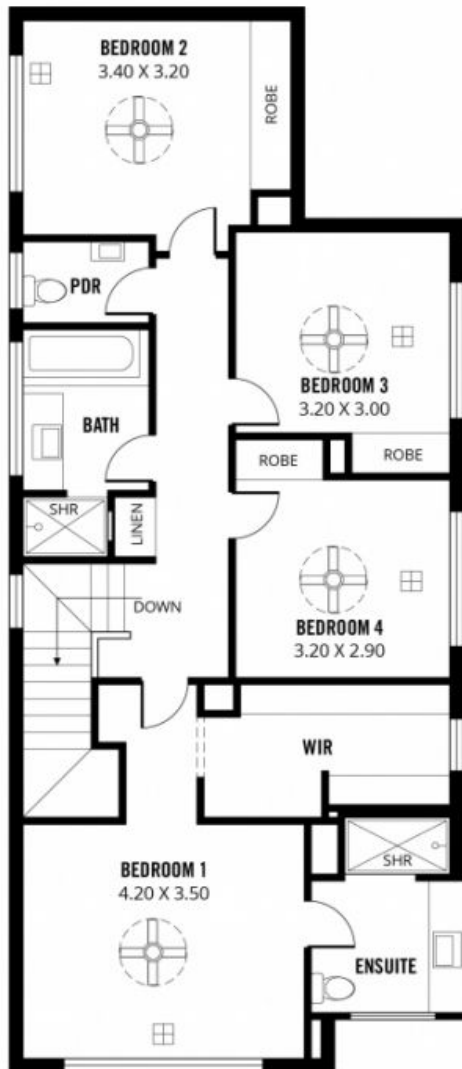 BEDROOM 2
3.40 X 3.20
ROBE
PDR
BEDROOM 3
3.20 X 3.00
BATH
ROBE
ROBE
SHR
LINEN
DOWN
BEDROOM 4
3.20 X 2.90
WIR
BEDROOM 1
4.20 X 3.50
SHR
ENSUITE